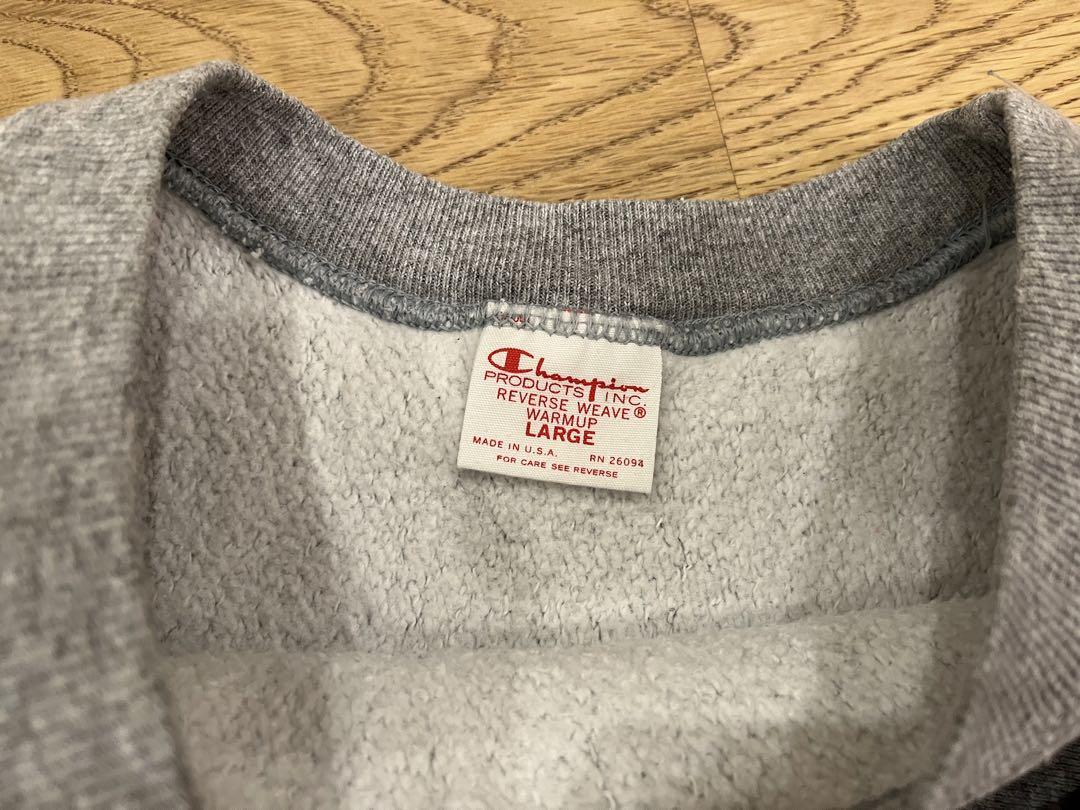 Champion
PRODUCTS INC.
REVERSE WEAVE®
WARMUP
LARGE
MADE IN U.S.A. RN 26094
FOR CARE SEE REVERSE